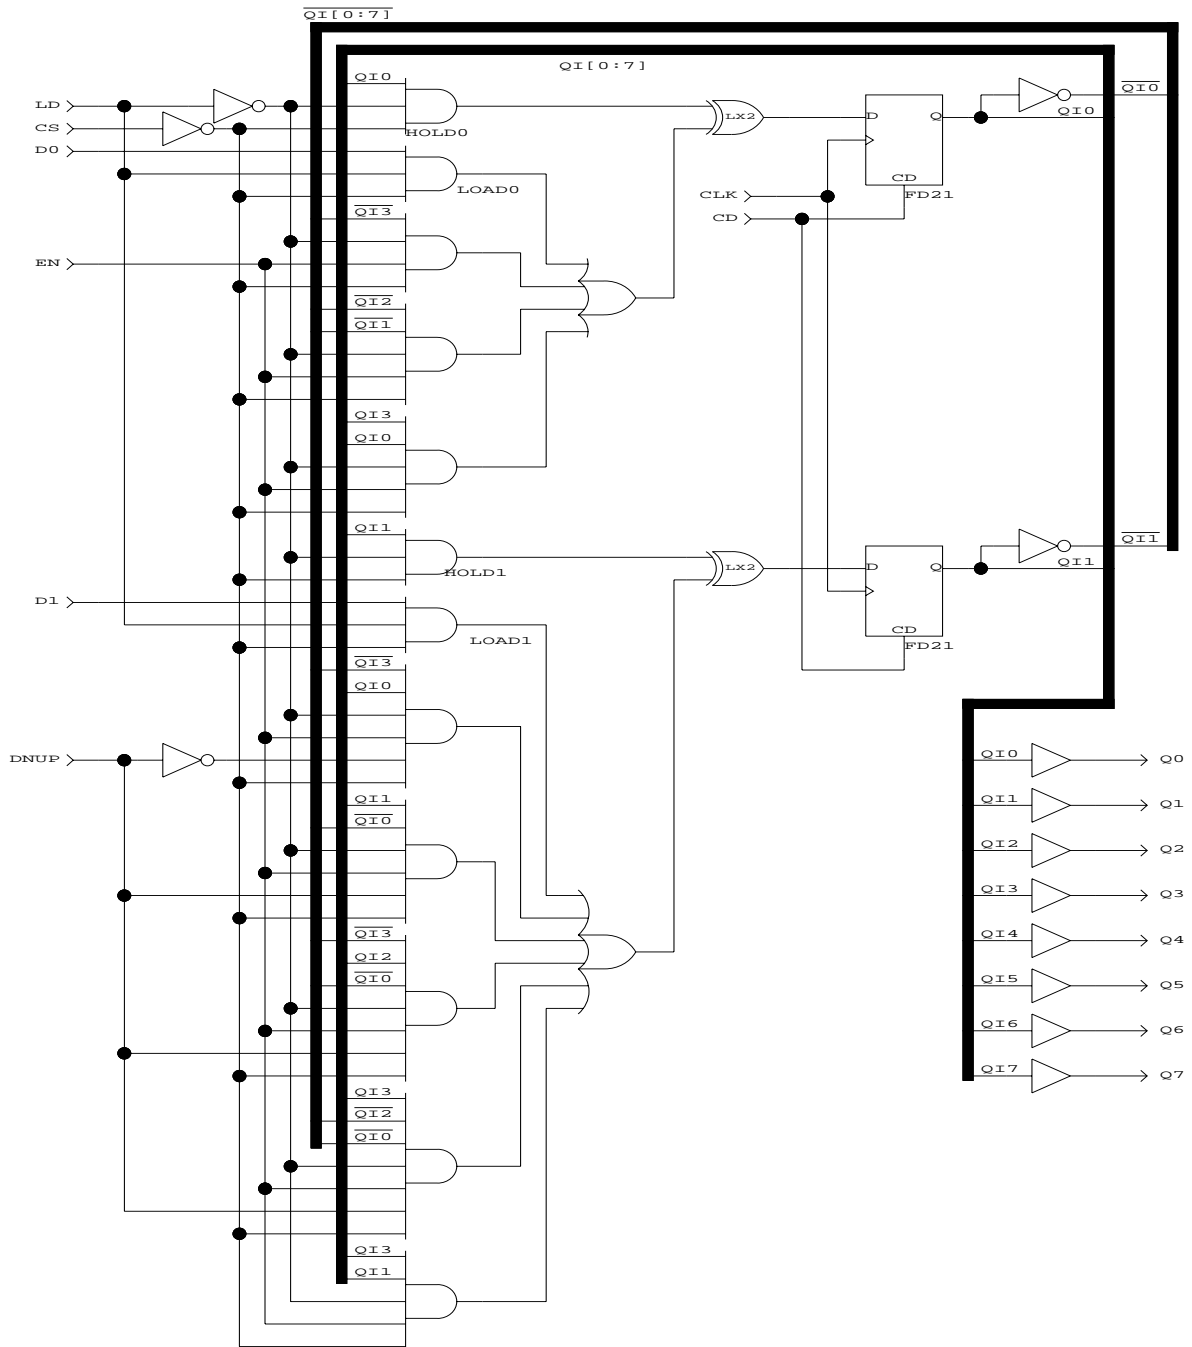 QI[0:7]
QI[0:7]
QI0
LD
QI0
CS
QI0
LX2
D
Q
HOLD0
D0
CD
LOAD0
CLK
FD21
QI3
CD
EN
QI2
QI1
QI3
QI0
QI1
QI1
HOLD1
LX2
D
Q
QI1
D1
CD
LOAD1
FD21
QI3
QI0
DNUP
QI0
Q0
QI1
QI1
Q1
QI0
QI2
Q2
QI3
Q3
QI3
QI4
Q4
QI2
QI0
QI5
Q5
QI6
Q6
QI7
Q7
QI3
QI2
QI0
QI3
QI1